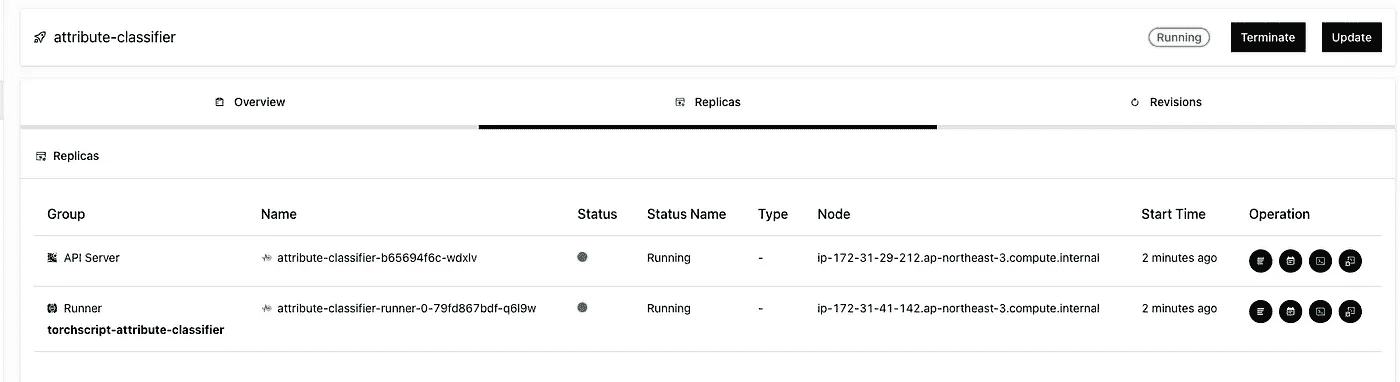 attribute-classifier
Running
Terminate
Update
Overview
Replicas
Revisions
Replicas
Group Name Status Status Name Type Node Start Time Operation
API Server attribute-classifier-b65694f6c-wdxlv Running - ip-172-31-29-212.ap-northeast-3.compute.internal 2 minutes ago
Runner attribute-classifier-runner-0-79fd867bdf-q6l9w Running - ip-172-31-41-142.ap-northeast-3.compute.internal 2 minutes ago
torchscript-attribute-classifier